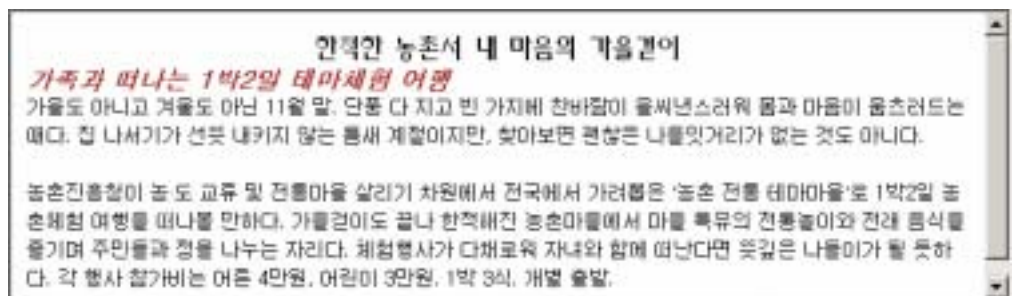 한적한 농촌서 내 마음의 가을걷이
가족과 떠나는 1박2일 테마체험 여행
가을도 아니고 겨울도 아닌 11월 말. 단풍 다 지고 빈 가지에 찬바람이 을씨년스러워 몸과 마음이 움츠러드는
때다. 집 나서기가 선뜻 내키지 않는 틈새 계절이지만, 찾아보면 괜찮은 나들잇거리가 없는 것도 아니다.
농촌진흥청이 농 도 교류 및 전통마을 살리기 차원에서 전국에서 가려뽑은 '농촌 전통 테마마을'로 1박2일 농
촌체험 여행을 떠나볼 만하다. 가을걷이도 끝나 한적해진 농촌마을에서 마을 특유의 전통놀이와 전래 음식을
즐기며 주민들과 정을 나누는 자리다. 체험행사가 다채로워 자녀와 함께 떠난다면 뜻깊은 나들이가 될 듯하
다. 각 행사 참가비는 어른 4만원, 어린이 3만원. 1박 3식, 개별 출발.